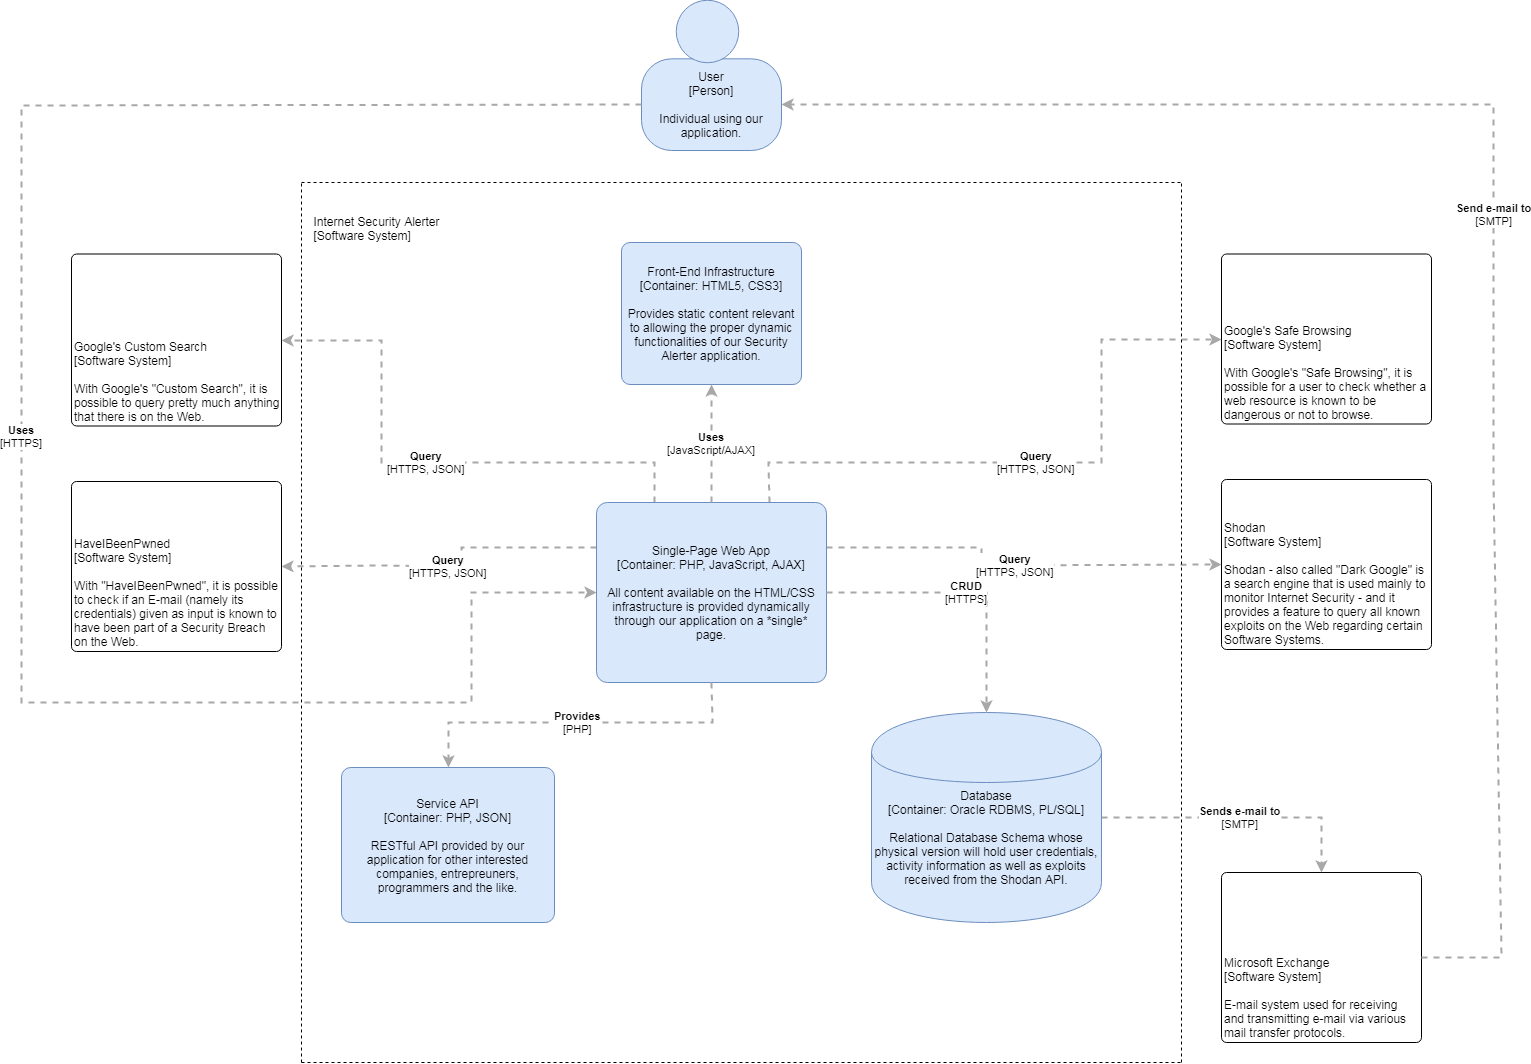 User
[Person]
Individual using our
application.
Send e-mail to
[SMTP]
Internet Security Alerter
[Software System]
Front-End Infrastructure
[Container: HTML5, CSS3]
Provides static content relevant
to allowing the proper dynamic
functionalities of our Security
Alerter application.
Google's Custom Search
[Software System]
With Google's "Custom Search", it is
possible to query pretty much anything
that there is on the Web.
Google's Safe Browsing
[Software System]
With Google's "Safe Browsing", it is
possible for a user to check whether a
web resource is known to be
dangerous or not to browse.
Uses
[HTTPS]
Query
[HTTPS, JSON]
Uses
[JavaScript/AJAX]
Query
[HTTPS, JSON]
HaveIBeenPwned
[Software System]
With "HaveIBeenPwned", it is possible
to check if an E-mail (namely its
credentials) given as input is known to
have been part of a Security Breach
on the Web.
Query
[HTTPS, JSON]
Single-Page Web App
[Container: PHP, JavaScript, AJAX]
All content available on the HTML/CSS
infrastructure is provided dynamically
through our application on a *single*
page.
Query
[HTTPS, JSON]
CRUD
[HTTPS]
Shodan
[Software System]
Shodan - also called "Dark Google" is
a search engine that is used mainly to
monitor Internet Security - and it
provides a feature to query all known
exploits on the Web regarding certain
Software Systems.
Provides
[PHP]
Service API
[Container: PHP, JSON]
RESTful API provided by our
application for other interested
companies, entrepreuners,
programmers and the like.
Database
[Container: Oracle RDBMS, PL/SQL]
Relational Database Schema whose
physical version will hold user credentials,
activity information as well as exploits
received from the Shodan API.
Sends e-mail to
[SMTP]
Microsoft Exchange
[Software System]
E-mail system used for receiving
and transmitting e-mail via various
mail transfer protocols.